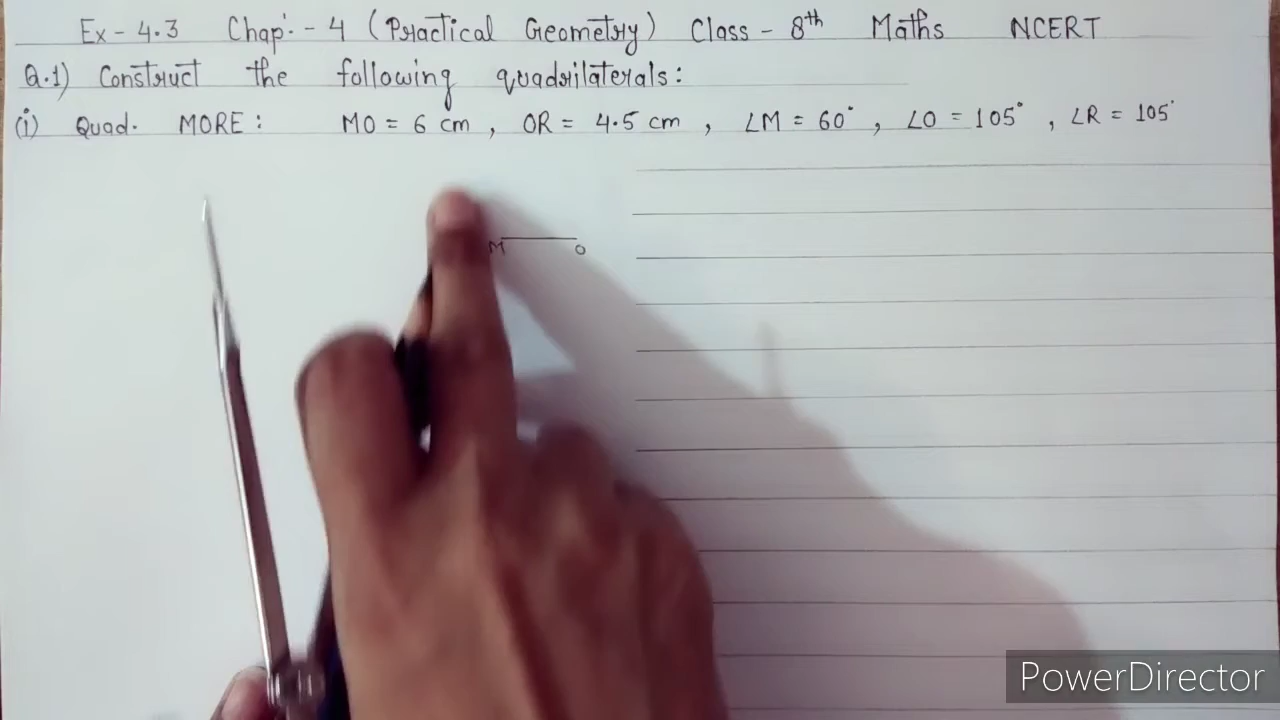 Ex - 4.3 Chap: - 4 (Practical Geometry) Class - 8th Maths NCERT
Q.1) Construct the following quadrilaterals:
(i) Quad. MORE: MO = 6 cm, OR = 4.5 cm, ∠M = 60°, ∠O = 105°, ∠R = 105°
M O
PowerDirector